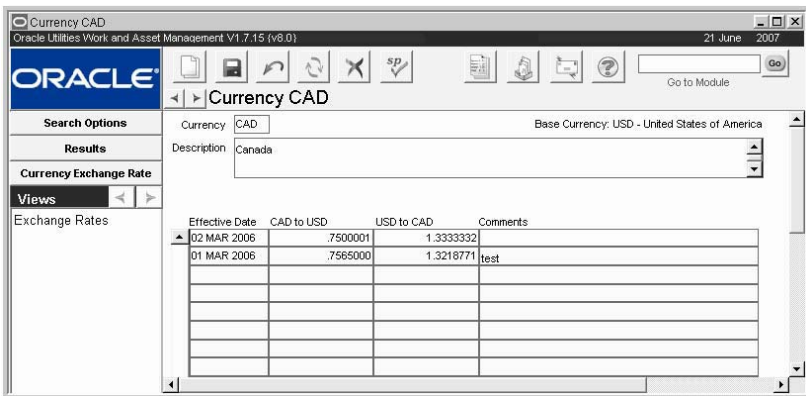 Currency CAD
Oracle Utilities Work and Asset Management V1.7.15 (v8.0) 21 June 2007
ORACLE
sp
Go
Go to Module
Currency CAD
Search Options
Results
Currency Exchange Rate
Views
Exchange Rates
Currency CAD Base Currency: USD - United States of America
Description Canada
Effective Date CAD to USD USD to CAD Comments
02 MAR 2006 .7500001 1.3333332
01 MAR 2006 .7565000 1.3218771 test